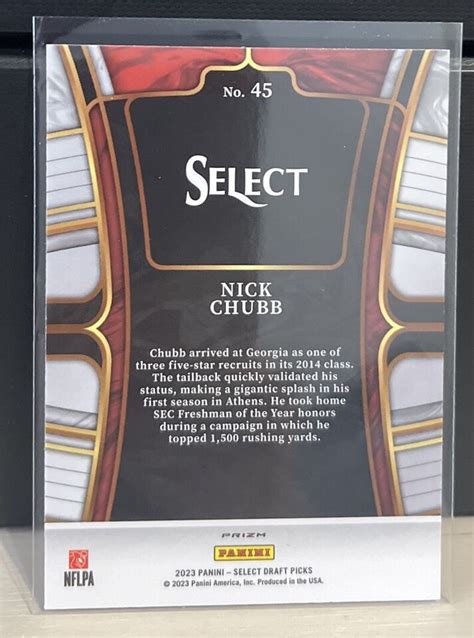 No. 45
SELECT
NICK
CHUBB
Chubb arrived at Georgia as one of
three five-star recruits in its 2014 class.
The tailback quickly validated his
status, making a gigantic splash in his
first season in Athens. He took home
SEC Freshman of the Year honors
during a campaign in which he
topped 1,500 rushing yards.
PRIZM
PANINI
NFLPA
2023 PANINI – SELECT DRAFT PICKS
© 2023 Panini America, Inc. Produced in the USA.